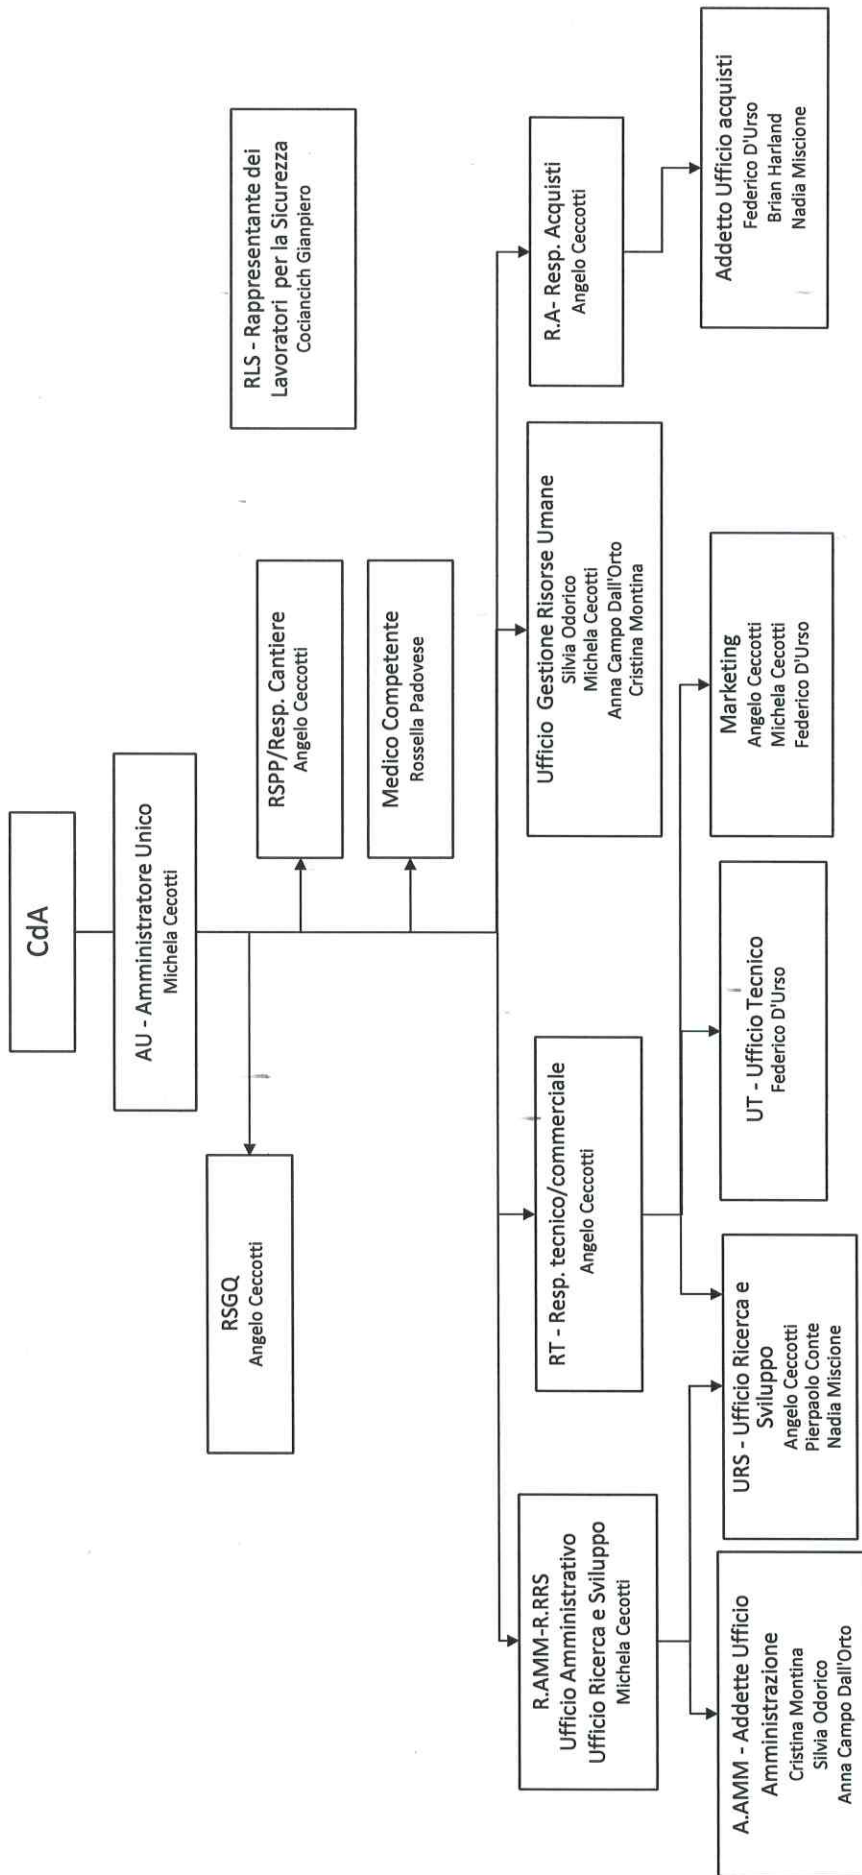 CdA
AU - Amministratore Unico
Michela Cecotti
RSGQ
Angelo Ceccotti
RSPP/Resp. Cantiere
Angelo Ceccotti
Medico Competente
Rossella Padovese
RLS - Rappresentante dei
Lavoratori per la Sicurezza
Cociancich Gianpiero
R.AMM-R.RRS
Ufficio Amministrativo
Ufficio Ricerca e Sviluppo
Michela Cecotti
RT - Resp. tecnico/commerciale
Angelo Ceccotti
Ufficio Gestione Risorse Umane
Silvia Odorico
Michela Cecotti
Anna Campo Dall'Orto
Cristina Montina
R.A- Resp. Acquisti
Angelo Ceccotti
A.AMM - Addette Ufficio
Amministrazione
Cristina Montina
Silvia Odorico
Anna Campo Dall'Orto
URS - Ufficio Ricerca e
Sviluppo
Angelo Ceccotti
Pierpaolo Conte
Nadia Miscione
UT - Ufficio Tecnico
Federico D'Urso
Marketing
Angelo Ceccotti
Michela Cecotti
Federico D'Urso
Addetto Ufficio acquisti
Federico D'Urso
Brian Harland
Nadia Miscione